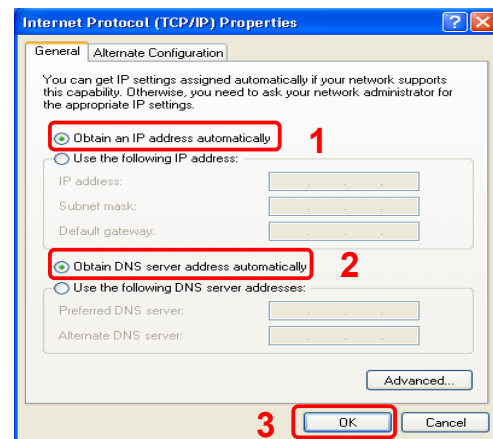 Internet Protocol (TCP/IP) Properties
General
Alternate Configuration
You can get IP settings assigned automatically if your network supports
this capability. Otherwise, you need to ask your network administrator for
the appropriate IP settings.
Obtain an IP address automatically
1
Use the following IP address:
IP address:
Subnet mask:
Default gateway:
Obtain DNS server address automatically
2
Use the following DNS server addresses:
Preferred DNS server:
Alternate DNS server:
Advanced...
3
OK
Cancel